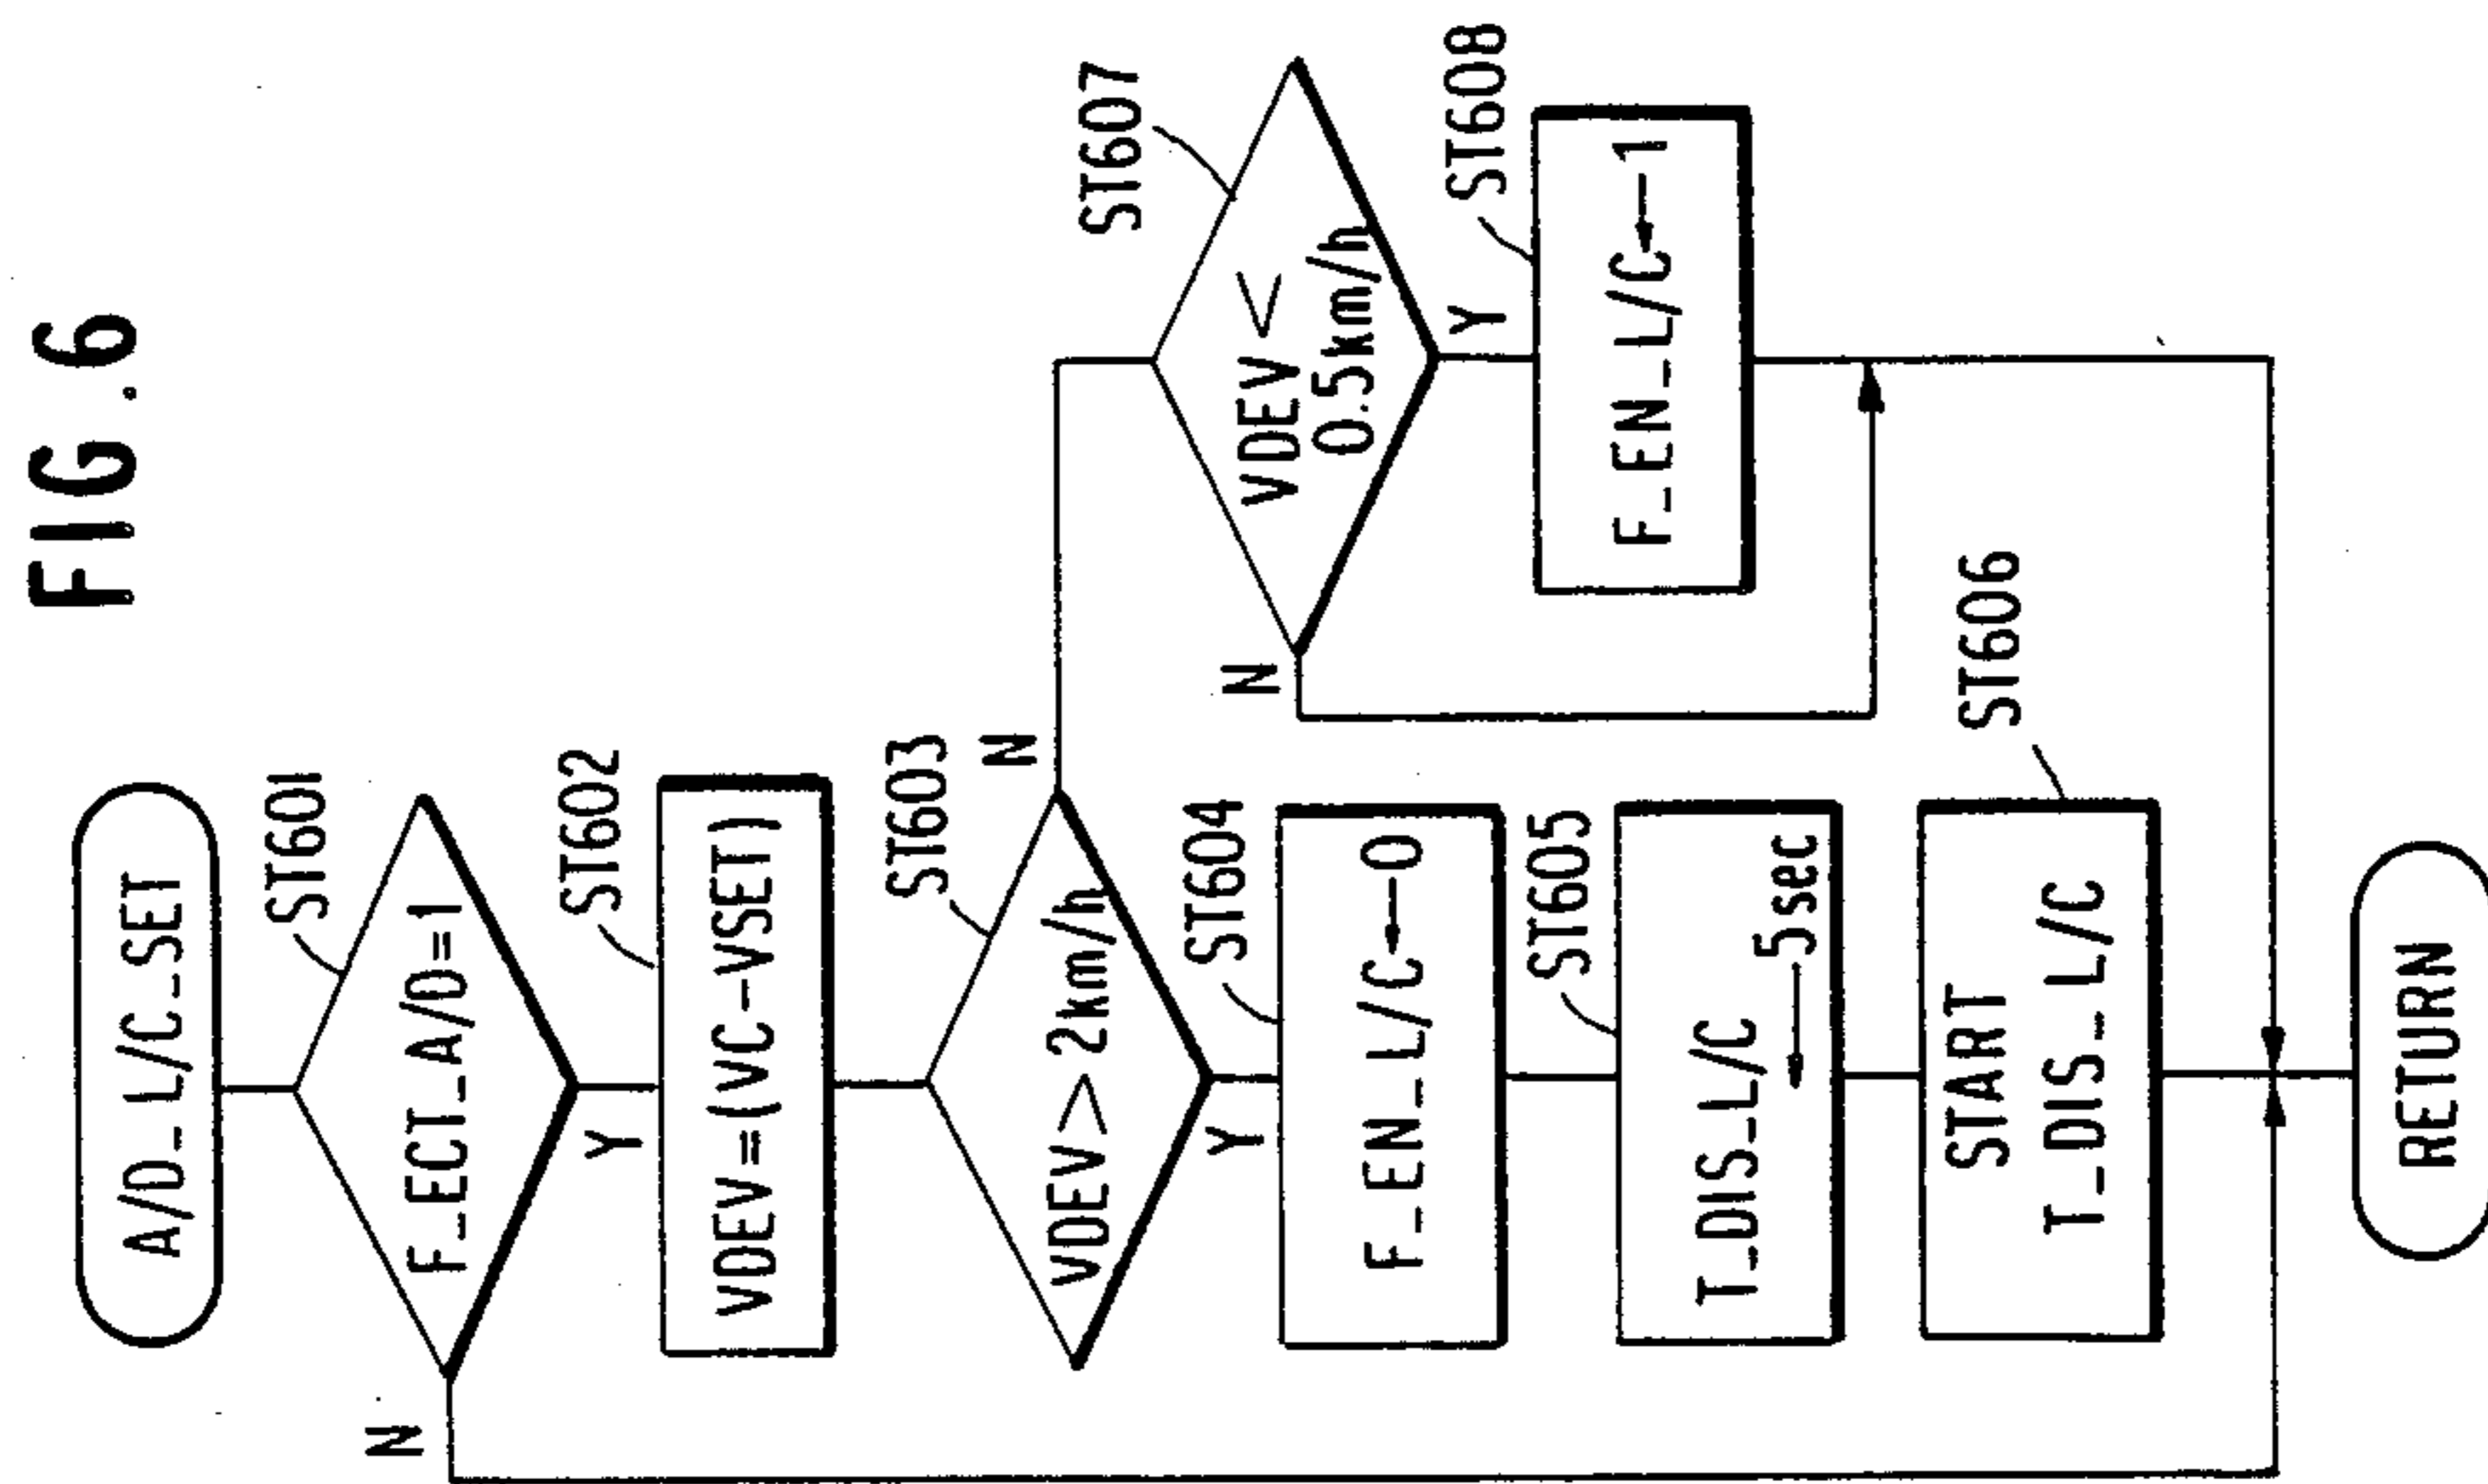 FIG.6
A/D_L/C_SET
ST601
F_ECT_A/D=1
N
Y
ST602
VDEV=(VC-VSET)
ST603
VDEV>2km/h
N
Y
ST604
F_EN_L/C←0
ST605
T_DIS_L/C
←5sec
ST606
START
T_DIS_L/C
ST607
VDEV<
0.5km/h
N
Y
ST608
F_EN_L/C←1
RETURN